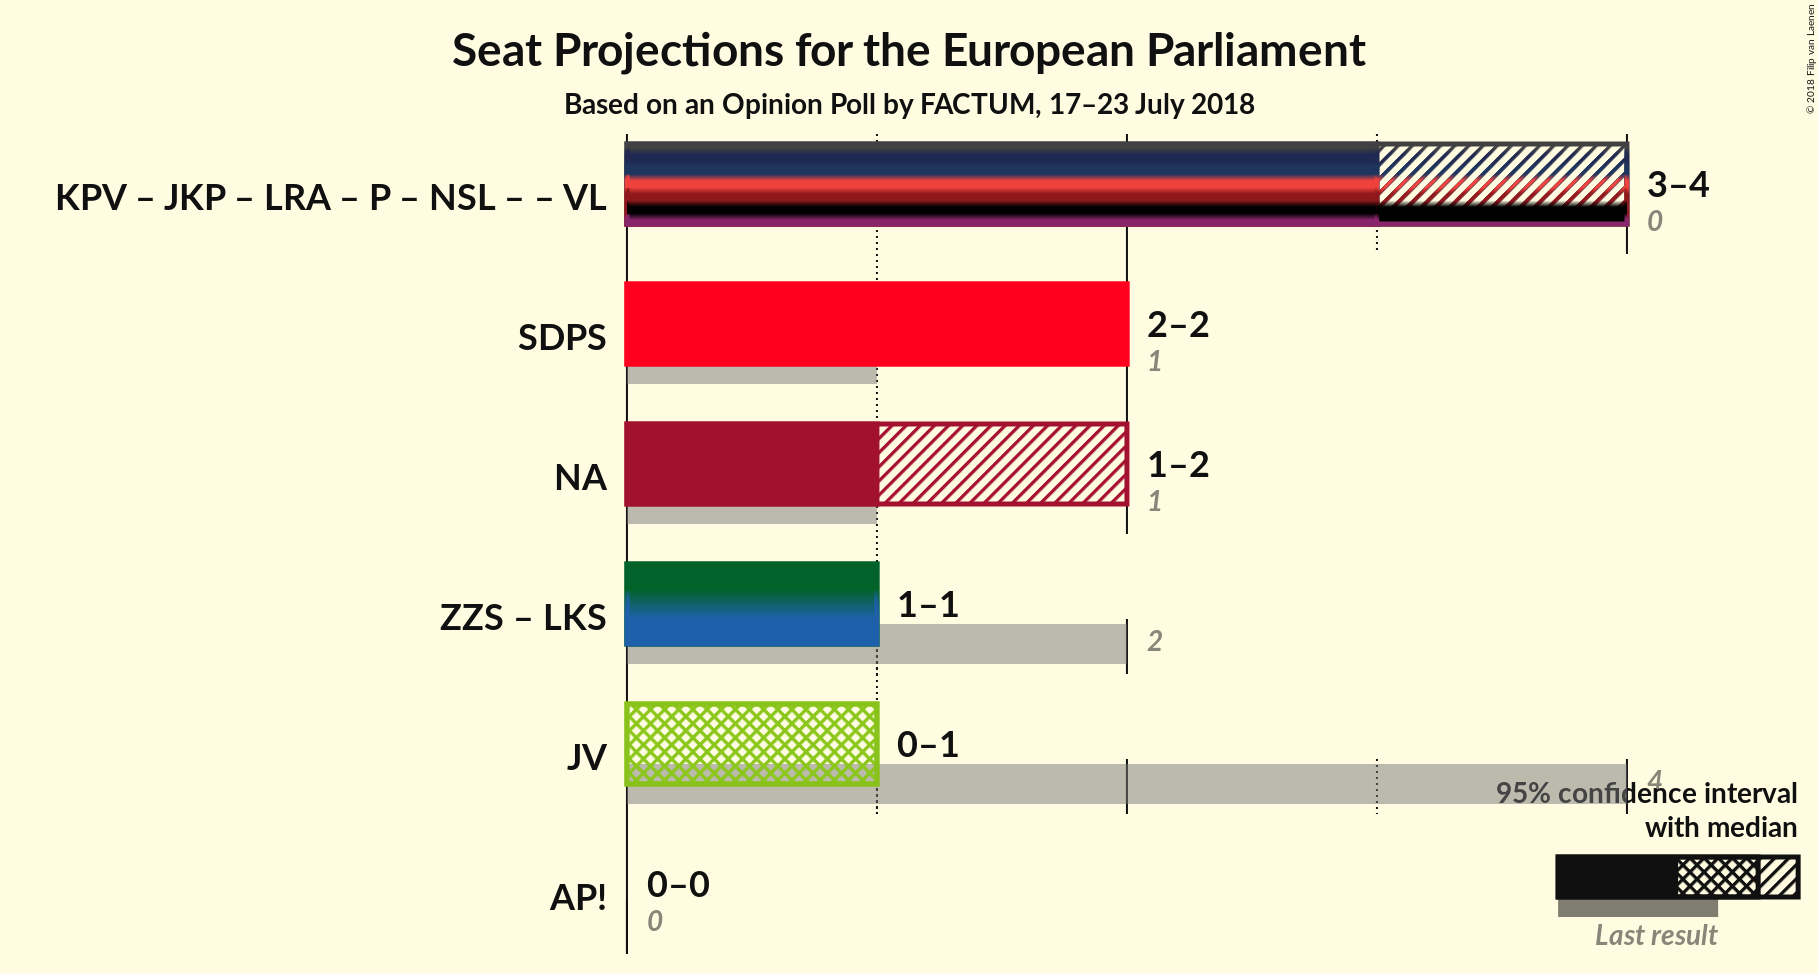 Seat Projections for the European Parliament
Based on an Opinion Poll by FACTUM, 17–23 July 2018
© 2018 Filip van Laenen
KPV – JKP – LRA – P – NSL – – VL
3–4
0
SDPS
2–2
1
NA
1–2
1
ZZS – LKS
1–1
2
JV
0–1
4
95% confidence interval
with median
Last result
AP!
0–0
0